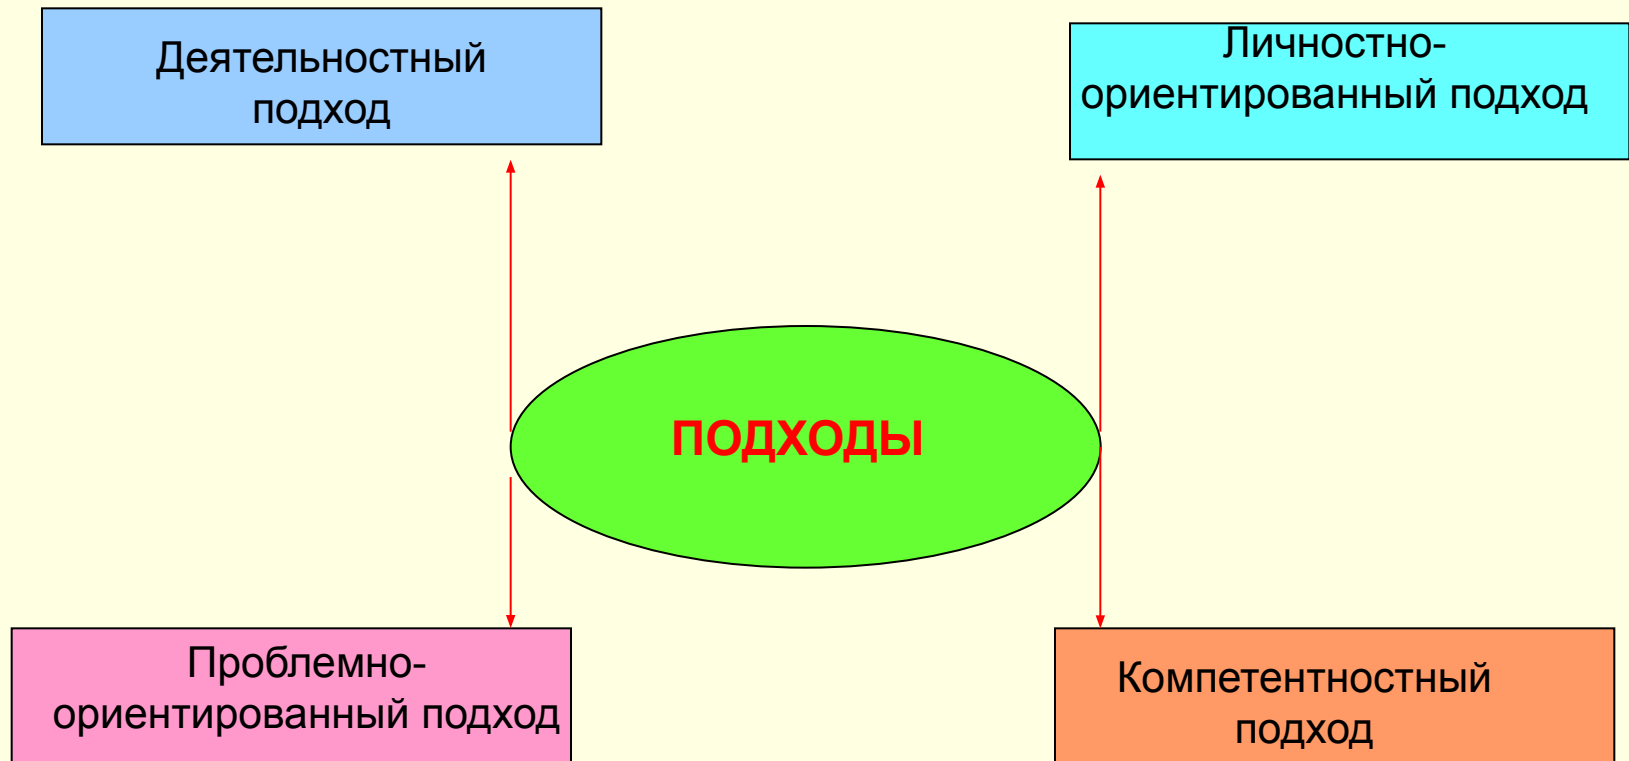 Деятельностный
подход
Личностно-
ориентированный подход
ПОДХОДЫ
Проблемно-
ориентированный подход
Компетентностный
подход